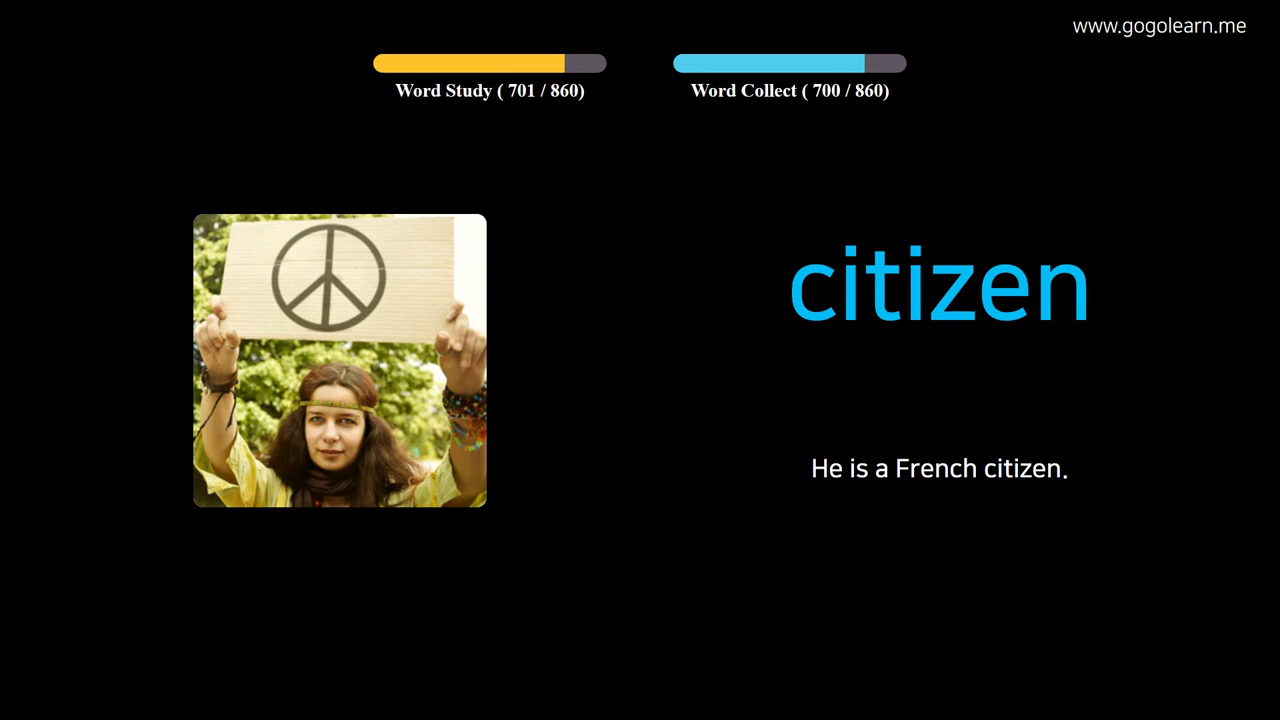 www.gogolearn.me
Word Study ( 701 / 860)
Word Collect ( 700 / 860)
citizen
He is a French citizen.